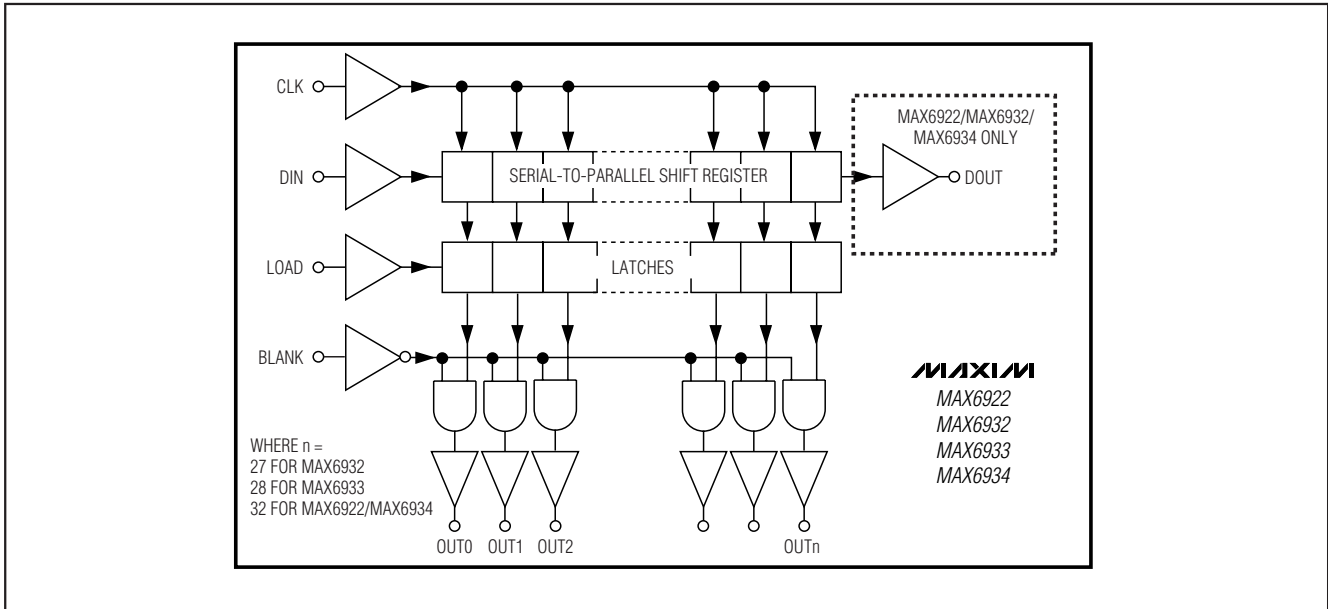 CLK
MAX6922/MAX6932/
MAX6934 ONLY
DIN
SERIAL-TO-PARALLEL SHIFT REGISTER
DOUT
LOAD
LATCHES
BLANK
MAXIM
MAX6922
MAX6932
MAX6933
MAX6934
WHERE n =
27 FOR MAX6932
28 FOR MAX6933
32 FOR MAX6922/MAX6934
OUT0 OUT1 OUT2 OUTn